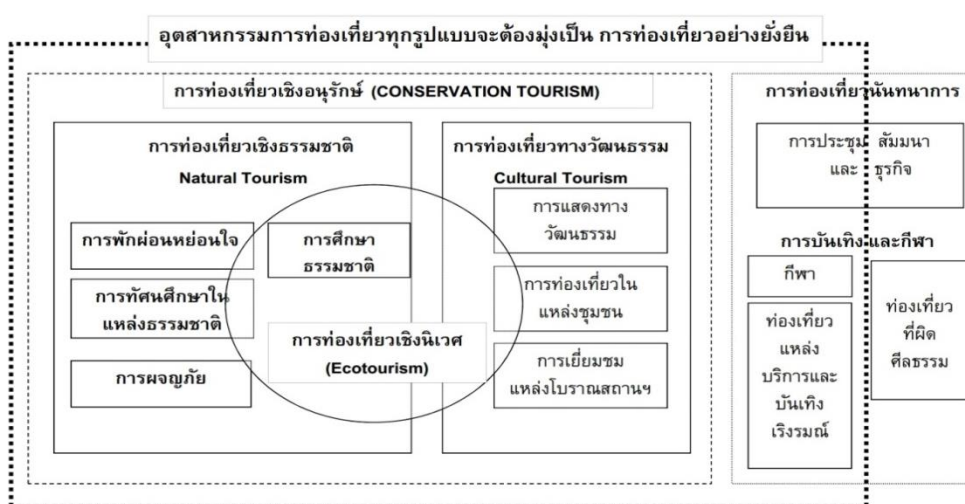 อุตสาหกรรมการท่องเที่ยวทุกรูปแบบจะต้องมุ่งเป็น การท่องเที่ยวอย่างยั่งยืน
การท่องเที่ยวเชิงอนุรักษ์ (CONSERVATION TOURISM)
การท่องเที่ยวเชิงธรรมชาติ
Natural Tourism
การพักผ่อนหย่อนใจ
การศึกษา
ธรรมชาติ
การทัศนศึกษาใน
แหล่งธรรมชาติ
การผจญภัย
การท่องเที่ยวเชิงนิเวศ
(Ecotourism)
การท่องเที่ยวทางวัฒนธรรม
Cultural Tourism
การแสดงทาง
วัฒนธรรม
การท่องเที่ยวใน
แหล่งชุมชน
การเยี่ยมชม
แหล่งโบราณสถานฯ
การท่องเที่ยวนันทนาการ
การประชุม สัมมนา
และ ธุรกิจ
การบันเทิง และกีฬา
กีฬา
ท่องเที่ยว
แหล่ง
บริการและ
บันเทิง
เริงรมณ์
ท่องเที่ยว
ที่ผิด
ศีลธรรม